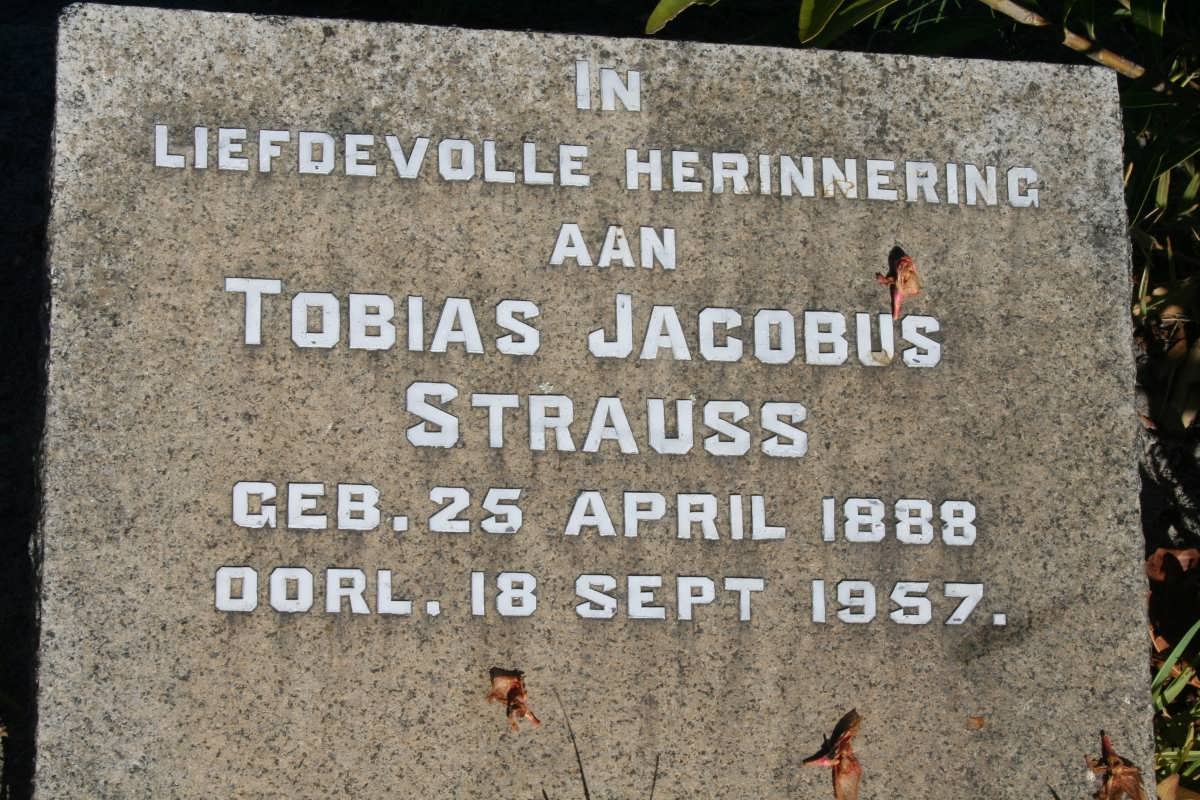 IN
LIEFDEVOLLE HERINNERING
AAN
TOBIAS JACOBUS
STRAUSS
GEB. 25 APRIL 1888
OORL. 18 SEPT 1957.